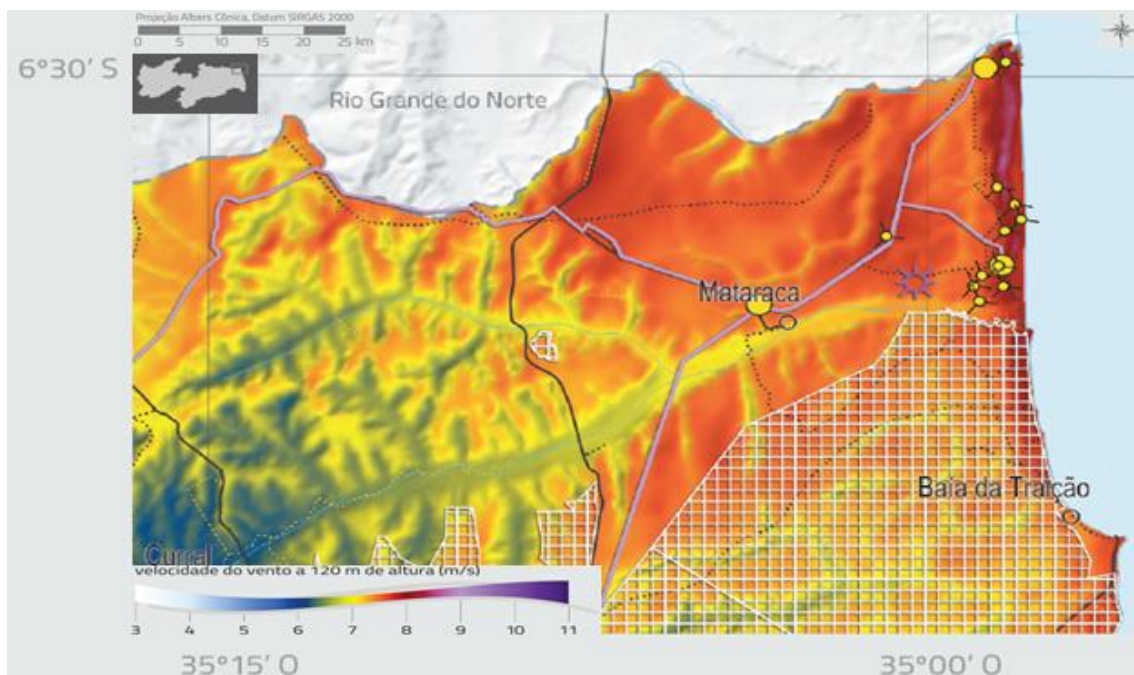 Projeção Albers Cônica, Datum SIRGAS 2000
0 5 10 15 20 25 km
6°30' S
Rio Grande do Norte
Mataraca
Baía da Traição
Curral
velocidade do vento a 120 m de altura (m/s)
3 4 5 6 7 8 9 10 11
35°15' O
35°00' O